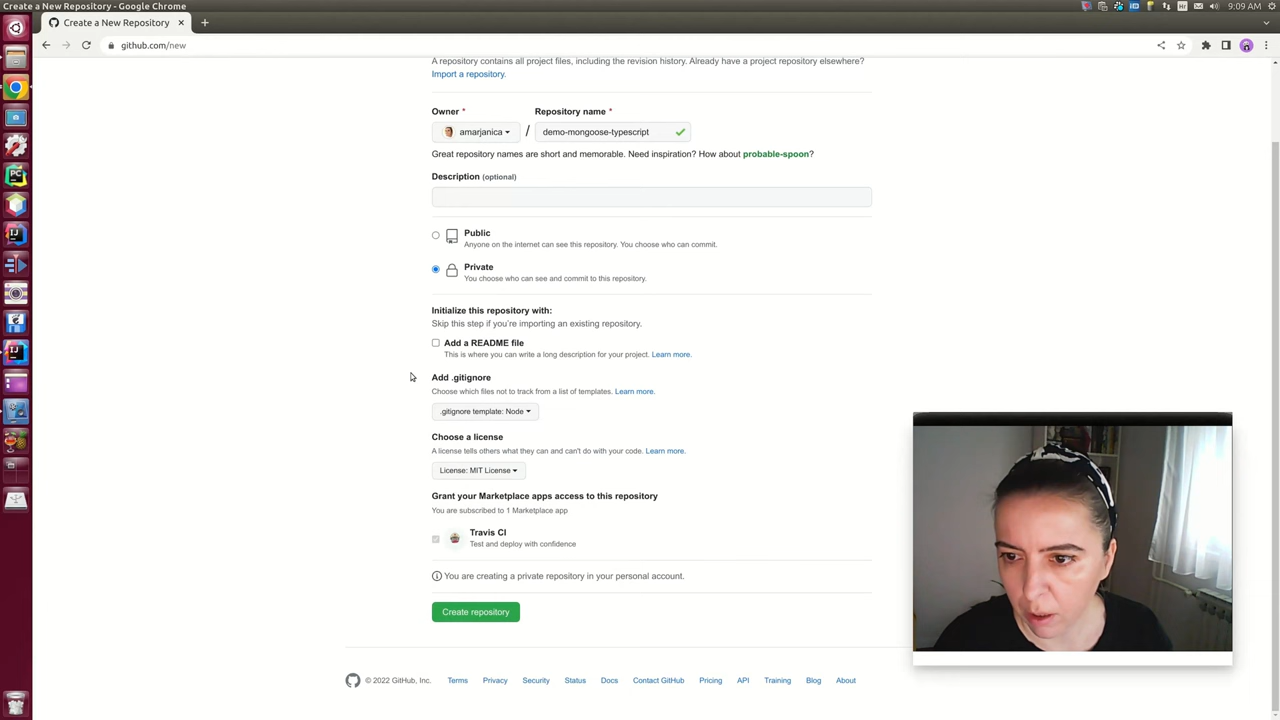 Create a New Repository - Google Chrome
Hr
9:09 AM
Create a New Repository
github.com/new
A repository contains all project files, including the revision history. Already have a project repository elsewhere?
Import a repository.
Owner *
Repository name *
amarjanica
/
demo-mongoose-typescript
Great repository names are short and memorable. Need inspiration? How about probable-spoon?
Description (optional)
Public
Anyone on the internet can see this repository. You choose who can commit.
Private
You choose who can see and commit to this repository.
Initialize this repository with:
Skip this step if you're importing an existing repository.
Add a README file
This is where you can write a long description for your project. Learn more.
Add .gitignore
Choose which files not to track from a list of templates. Learn more.
.gitignore template: Node
Choose a license
A license tells others what they can and can't do with your code. Learn more.
License: MIT License
Grant your Marketplace apps access to this repository
You are subscribed to 1 Marketplace app
Travis CI
Test and deploy with confidence
You are creating a private repository in your personal account.
Create repository
© 2022 GitHub, Inc.
Terms
Privacy
Security
Status
Docs
Contact GitHub
Pricing
API
Training
Blog
About